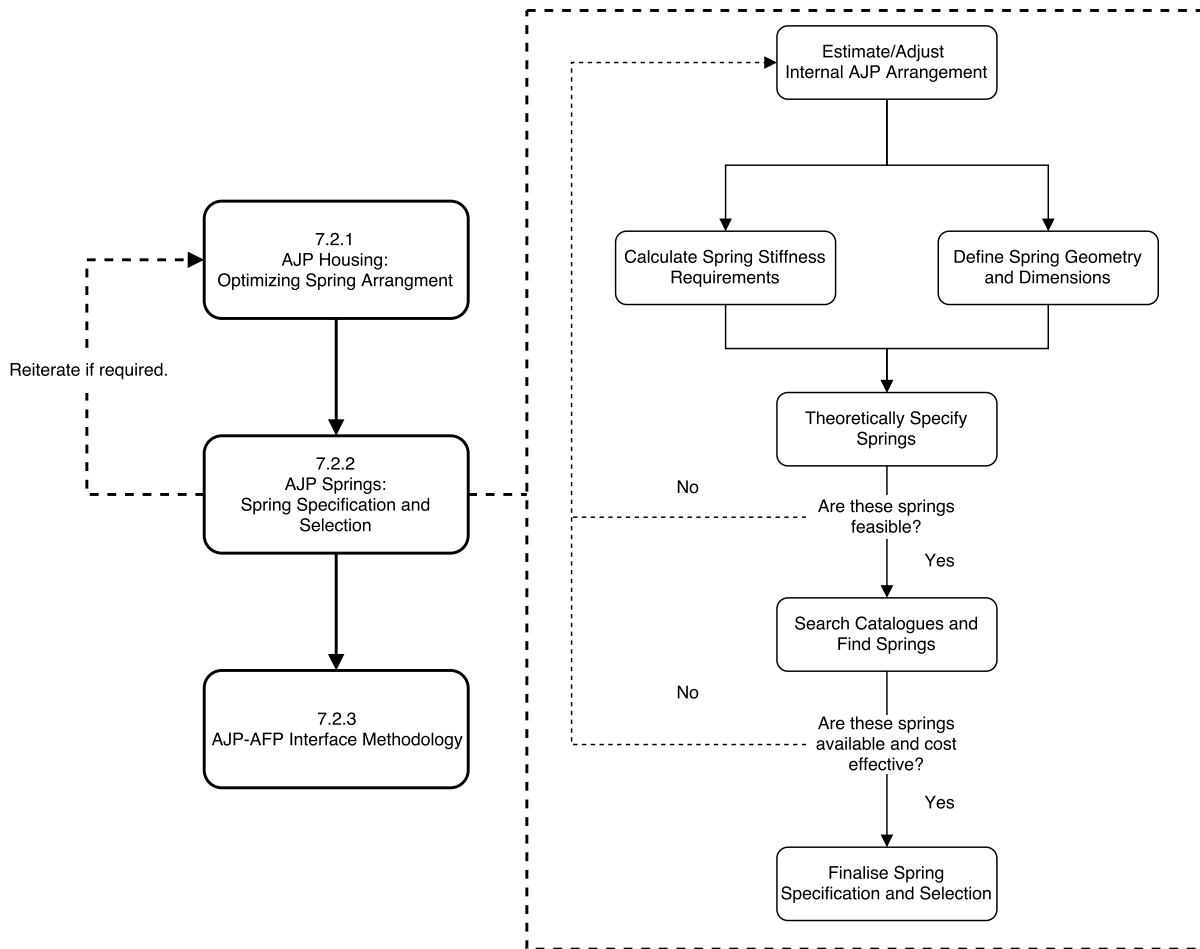 7.2.1
AJP Housing:
Optimizing Spring Arrangment
Reiterate if required.
7.2.2
AJP Springs:
Spring Specification and
Selection
7.2.3
AJP-AFP Interface Methodology
Estimate/Adjust
Internal AJP Arrangement
Calculate Spring Stiffness
Requirements
Define Spring Geometry
and Dimensions
Theoretically Specify
Springs
No
Are these springs
feasible?
Yes
Search Catalogues and
Find Springs
No
Are these springs
available and cost
effective?
Yes
Finalise Spring
Specification and Selection